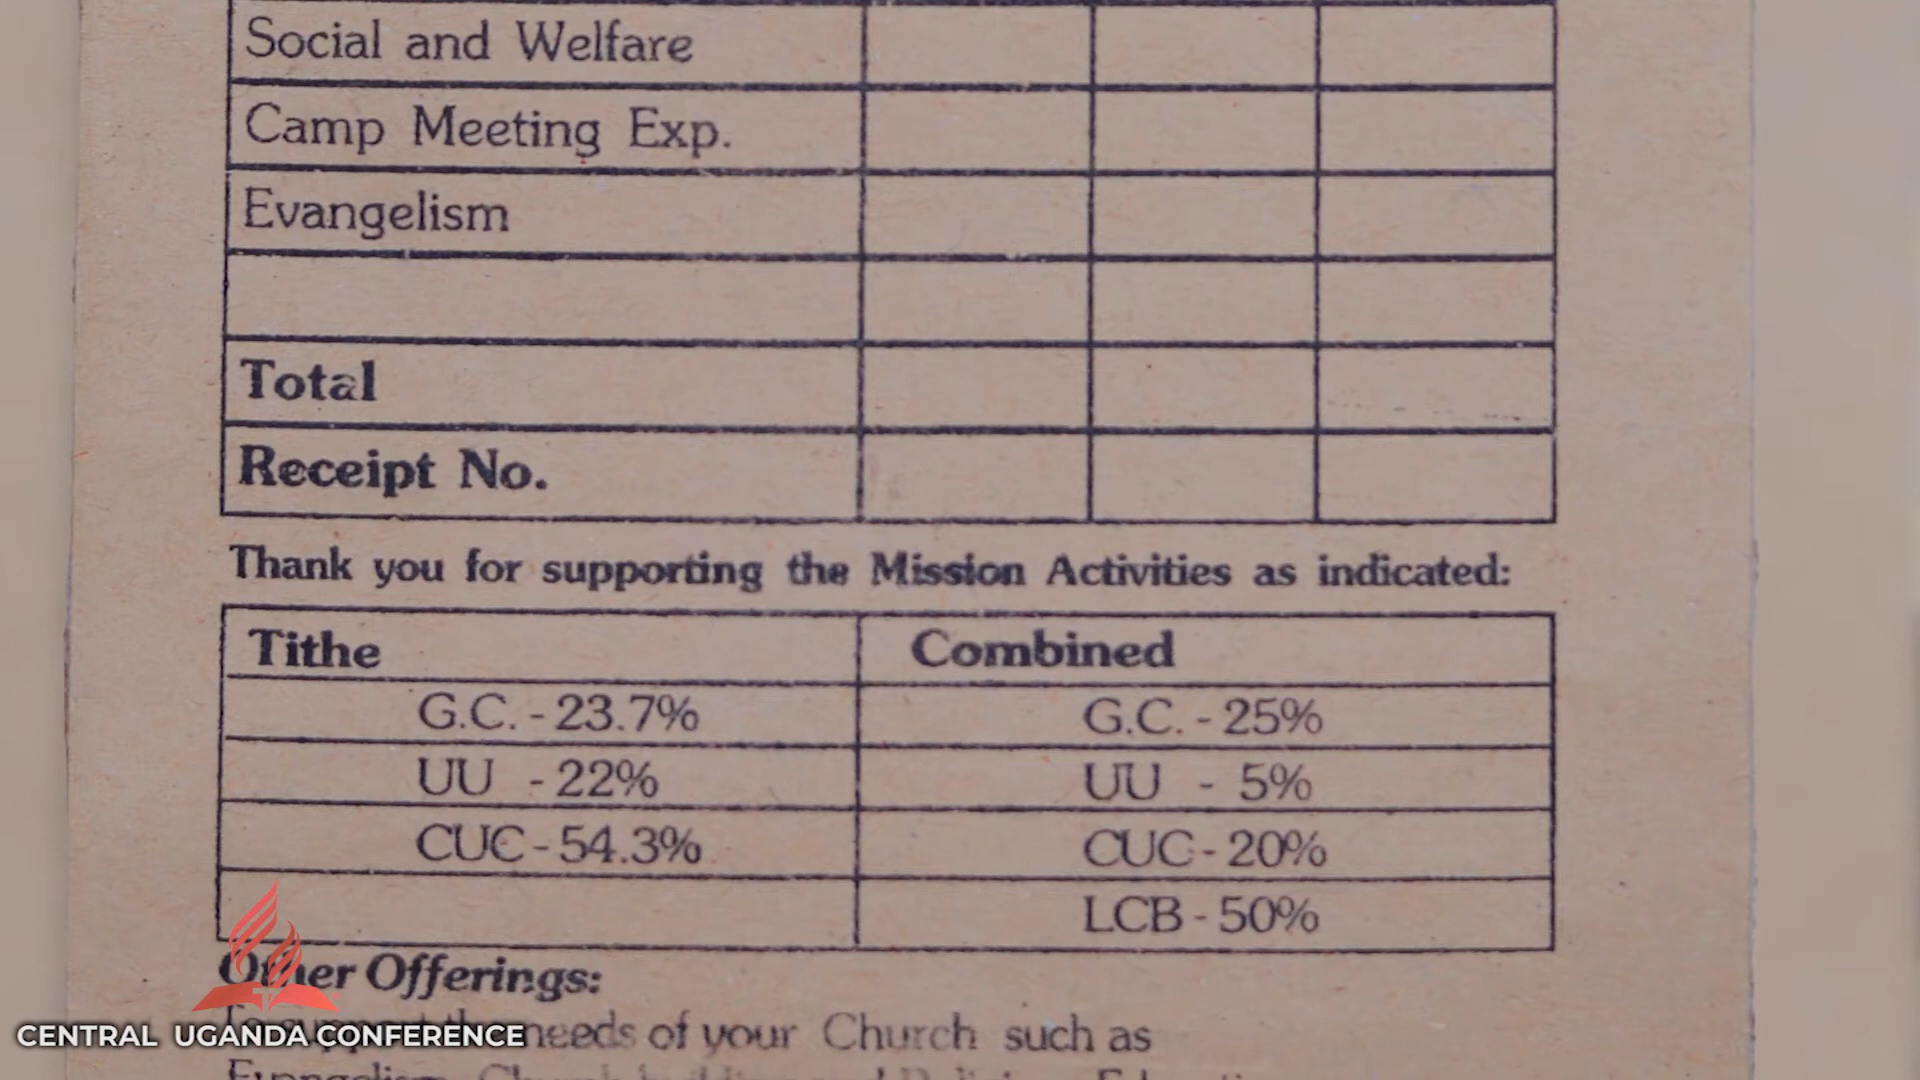 Social and Welfare
Camp Meeting Exp.
Evangelism
Total
Receipt No.
Thank you for supporting the Mission Activities as indicated:
Tithe Combined
G.C. - 23.7% G.C. - 25%
UU - 22% UU - 5%
CUC - 54.3% CUC - 20%
LCB - 50%
Other Offerings:
needs of your Church such as
CENTRAL UGANDA CONFERENCE